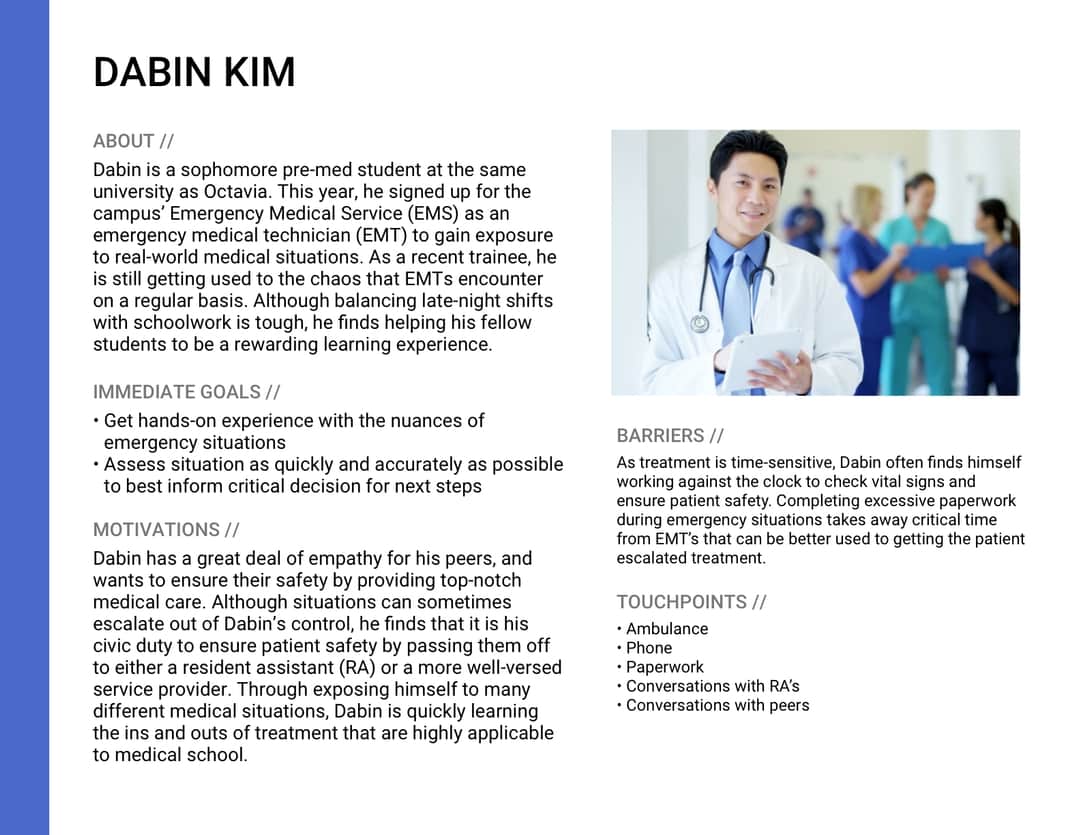 DABIN KIM
ABOUT //
Dabin is a sophomore pre-med student at the same
university as Octavia. This year, he signed up for the
campus’ Emergency Medical Service (EMS) as an
emergency medical technician (EMT) to gain exposure
to real-world medical situations. As a recent trainee, he
is still getting used to the chaos that EMTs encounter
on a regular basis. Although balancing late-night shifts
with schoolwork is tough, he finds helping his fellow
students to be a rewarding learning experience.
IMMEDIATE GOALS //
• Get hands-on experience with the nuances of
emergency situations
• Assess situation as quickly and accurately as possible
to best inform critical decision for next steps
MOTIVATIONS //
Dabin has a great deal of empathy for his peers, and
wants to ensure their safety by providing top-notch
medical care. Although situations can sometimes
escalate out of Dabin’s control, he finds that it is his
civic duty to ensure patient safety by passing them off
to either a resident assistant (RA) or a more well-versed
service provider. Through exposing himself to many
different medical situations, Dabin is quickly learning
the ins and outs of treatment that are highly applicable
to medical school.
BARRIERS //
As treatment is time-sensitive, Dabin often finds himself
working against the clock to check vital signs and
ensure patient safety. Completing excessive paperwork
during emergency situations takes away critical time
from EMT’s that can be better used to getting the patient
escalated treatment.
TOUCHPOINTS //
• Ambulance
• Phone
• Paperwork
• Conversations with RA’s
• Conversations with peers